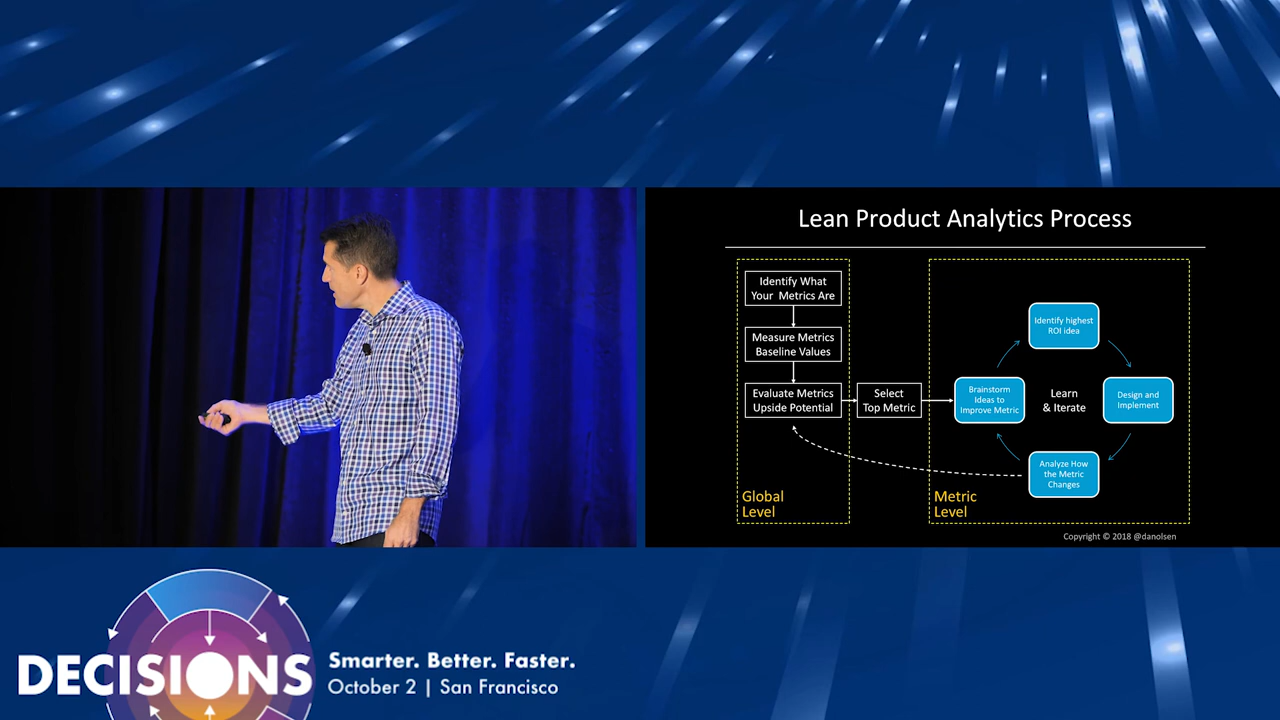 Lean Product Analytics Process
Identify What
Your Metrics Are
Measure Metrics
Baseline Values
Evaluate Metrics
Upside Potential
Select
Top Metric
Brainstorm
Ideas to
Improve Metric
Identify highest
ROI idea
Design and
Implement
Analyze How
the Metric
Changes
Learn
& Iterate
Global
Level
Metric
Level
Copyright © 2018 @danolsen
DECISIONS
Smarter. Better. Faster.
October 2 | San Francisco